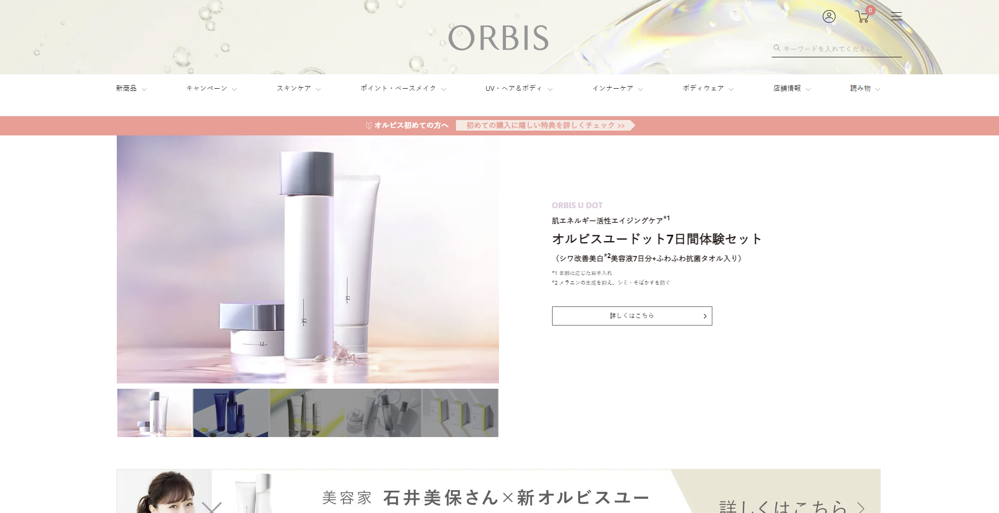 ORBIS
0
キーワードを入れてください
新商品
キャンペーン
スキンケア
ポイント・ベースメイク
UV・ヘア＆ボディ
インナーケア
ボディウェア
店舗情報
読み物
オルビス初めての方へ
初めての購入に嬉しい特典を詳しくチェック >>
ORBIS U DOT
肌エネルギー活性エイジングケア*1
オルビスユードット7日間体験セット
（シワ改善美白*2美容液7日分+ふわふわ抗菌タオル入り）
*1 年齢に応じたお手入れ
*2 メラニンの生成を抑え、シミ・そばかすを防ぐ
詳しくはこちら
美容家 石井美保さん×新オルビスユー
詳しくはこちら